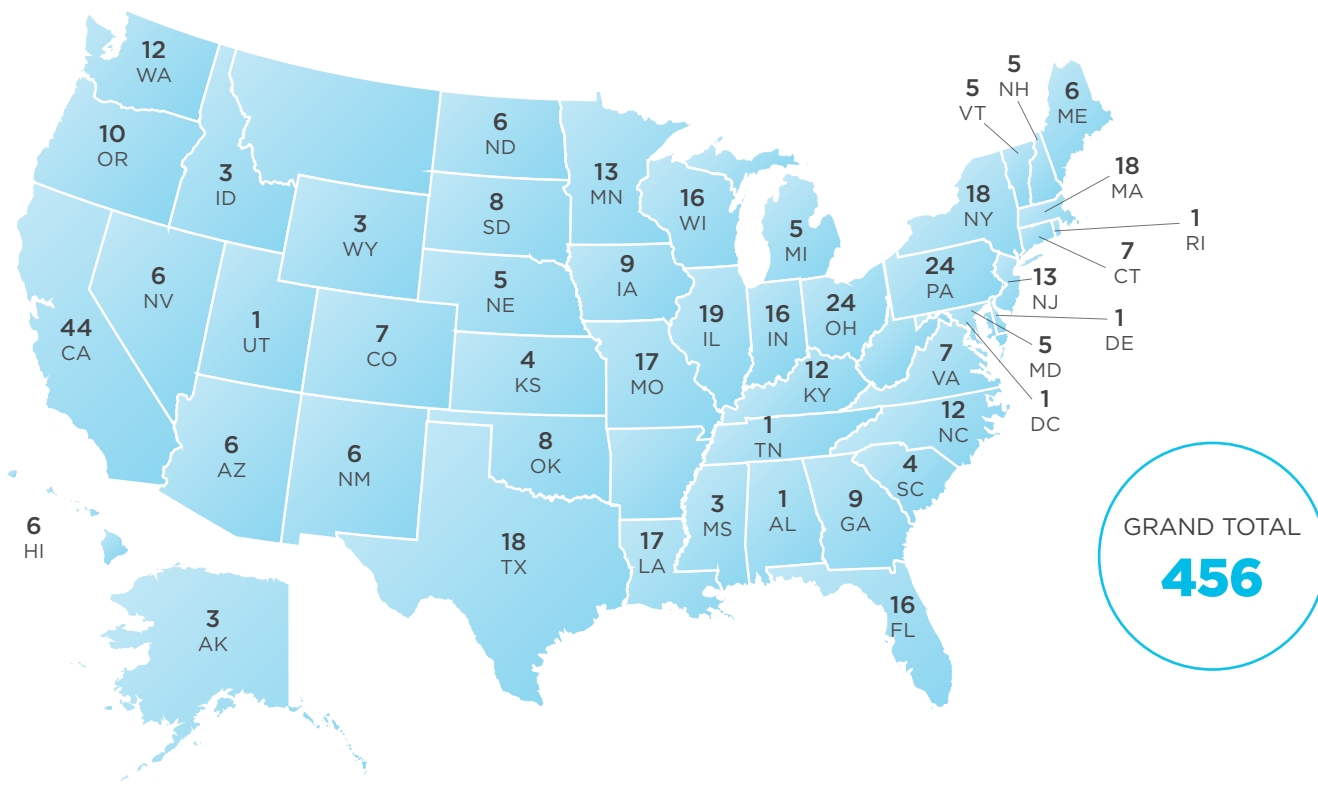 12
WA
10
OR
3
ID
6
ND
13
MN
8
SD
3
WY
16
WI
5
MI
5
NH
5
VT
6
ME
18
MA
18
NY
1
RI
7
CT
13
NJ
24
PA
1
DE
5
MD
1
DC
44
CA
6
NV
1
UT
7
CO
5
NE
9
IA
19
IL
16
IN
24
OH
4
KS
17
MO
12
KY
7
VA
12
NC
1
TN
6
AZ
6
NM
8
OK
4
SC
3
MS
1
AL
9
GA
18
TX
17
LA
16
FL
6
HI
3
AK
GRAND TOTAL
456